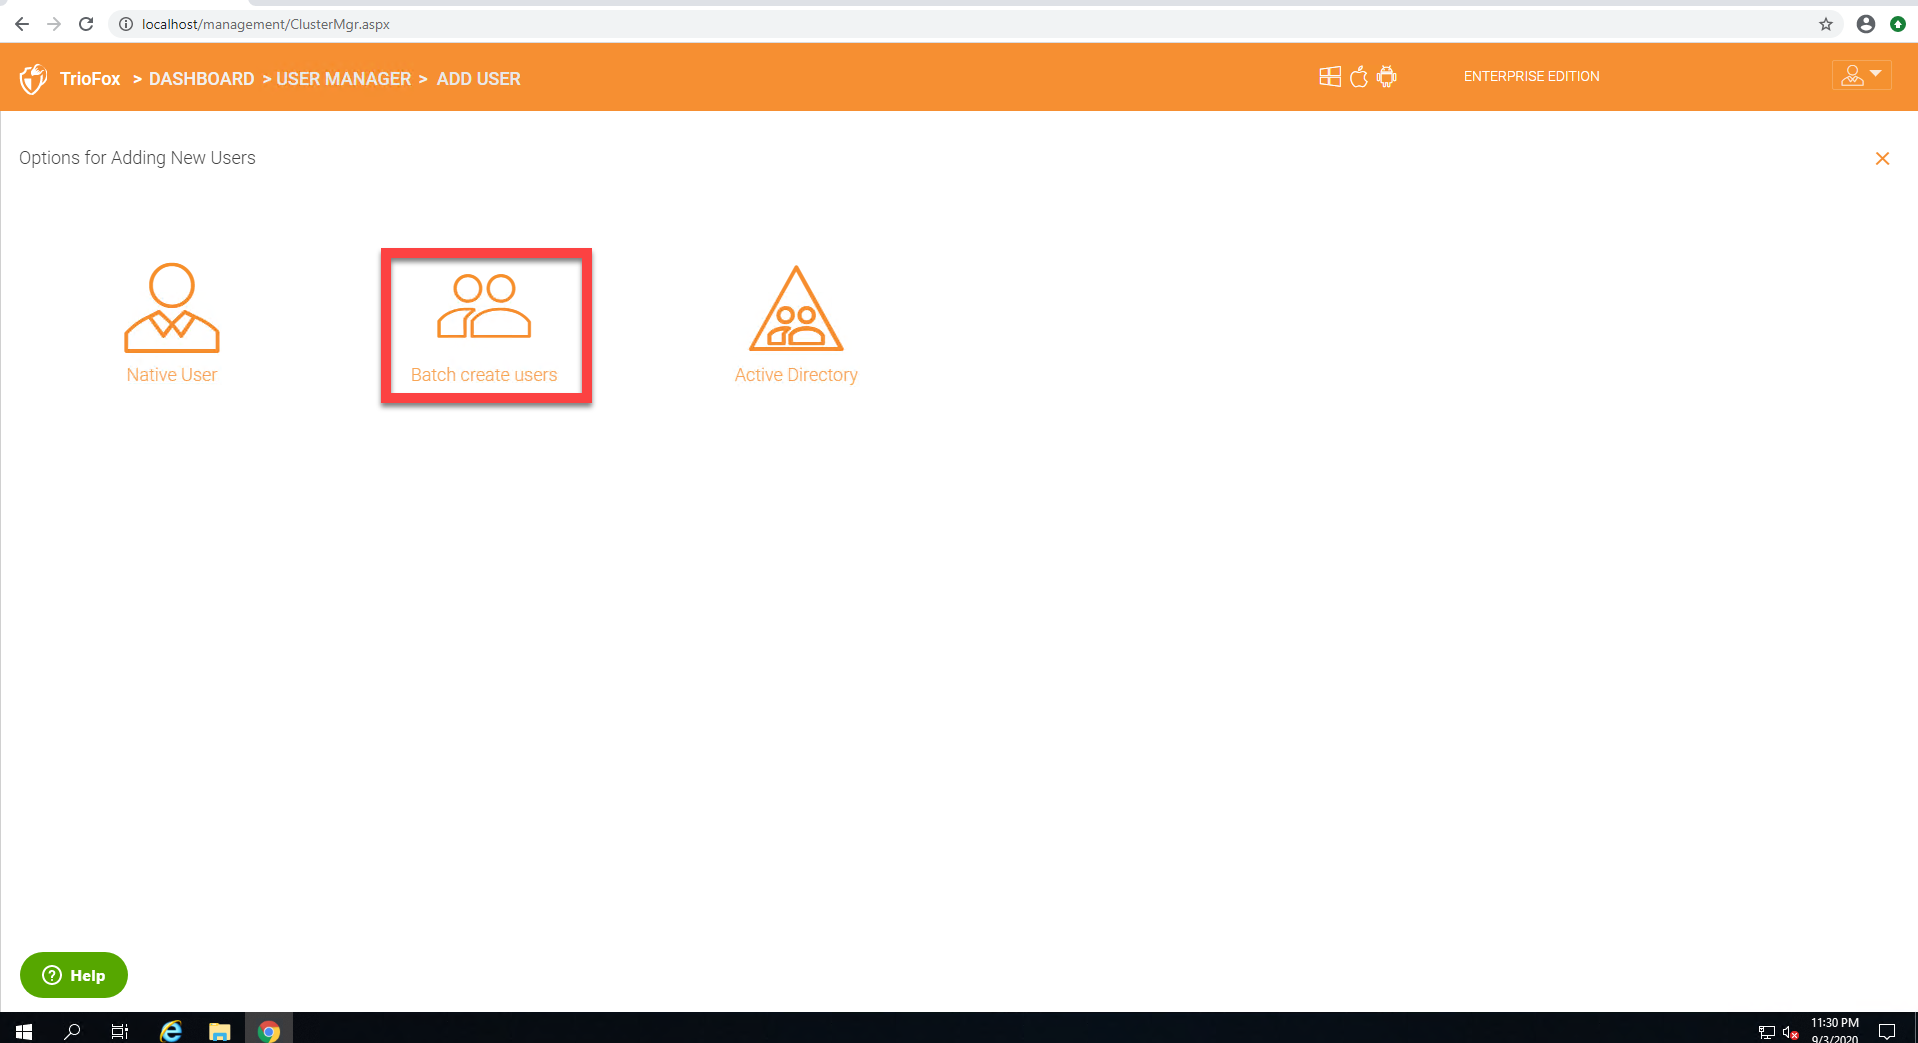 localhost/management/ClusterMgr.aspx
TrioFox > DASHBOARD > USER MANAGER > ADD USER
ENTERPRISE EDITION
Options for Adding New Users
Native User
Batch create users
Active Directory
? Help
11:30 PM
9/3/2020